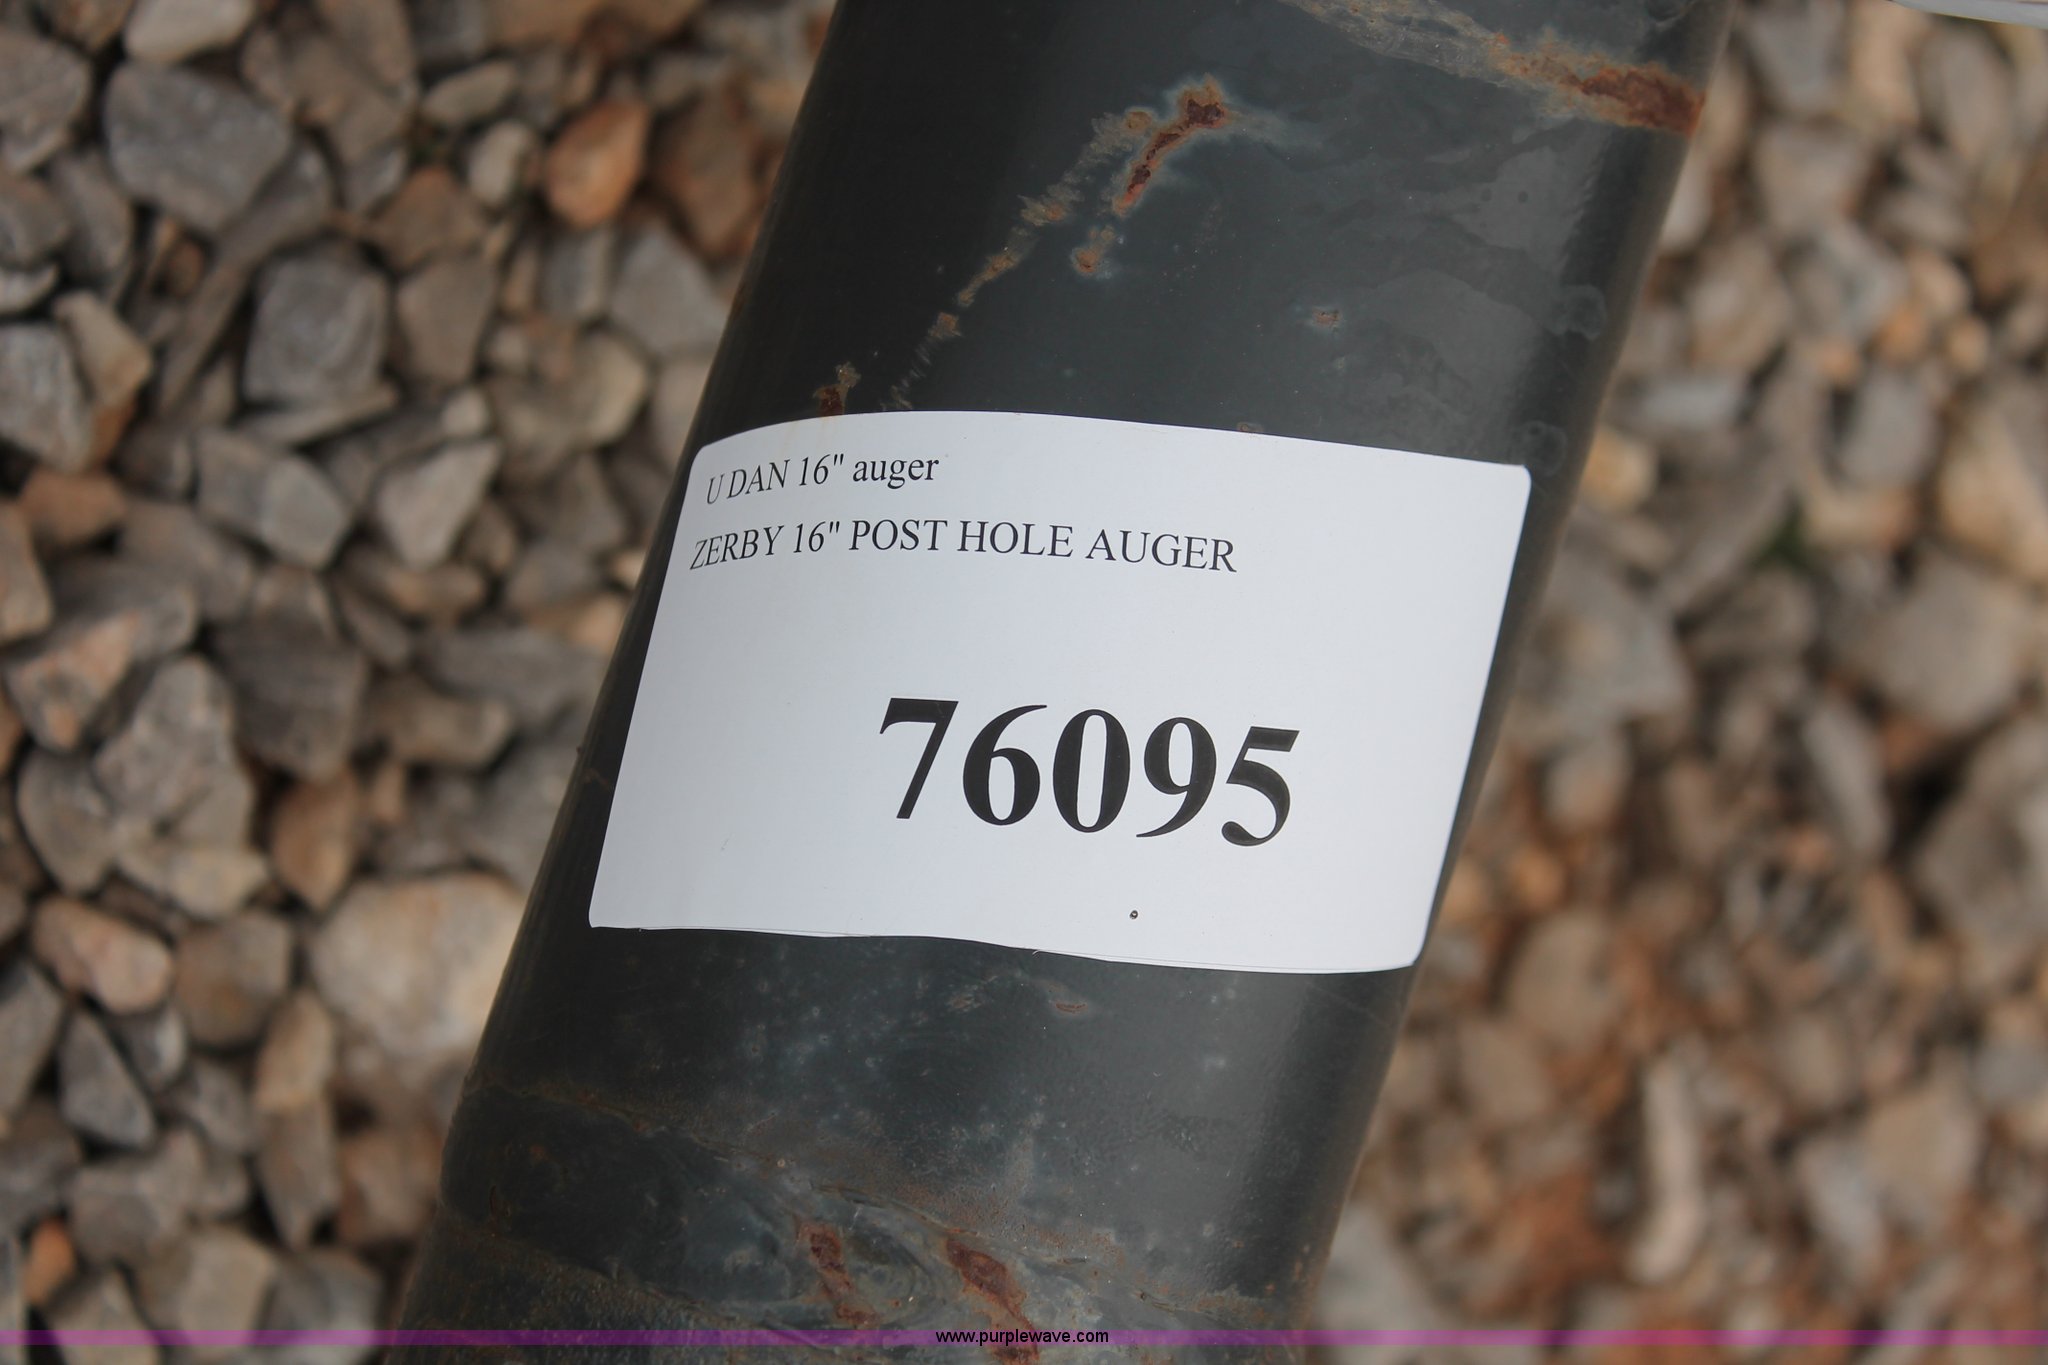 U DAN 16" auger
ZERBY 16" POST HOLE AUGER
76095
www.purplewave.com